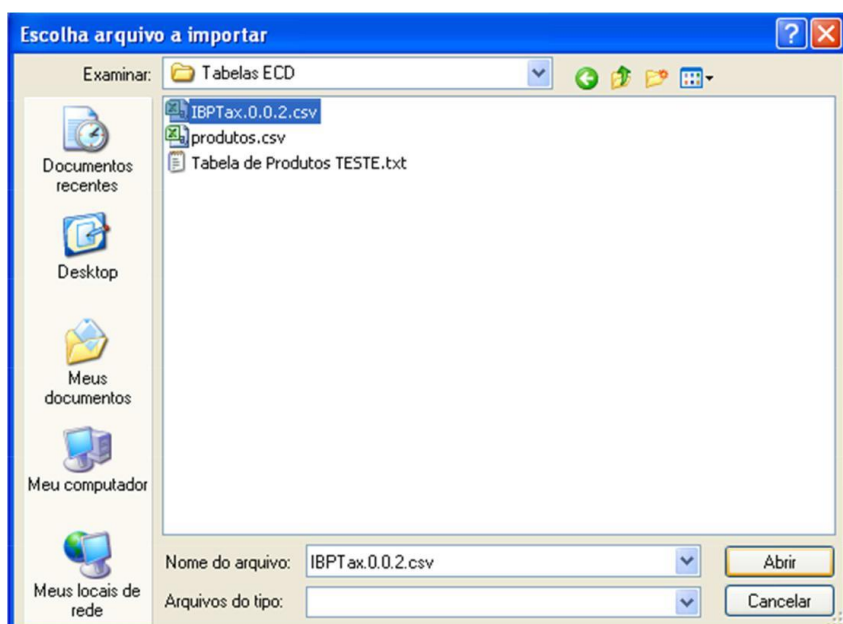 Escolha arquivo a importar
Examinar:
Tabelas ECD
IBPTax.0.0.2.csv
produtos.csv
Tabela de Produtos TESTE.txt
Documentos
recentes
Desktop
Meus
documentos
Meu computador
Meus locais de
rede
Nome do arquivo:
IBPTax.0.0.2.csv
Abrir
Arquivos do tipo:
Cancelar